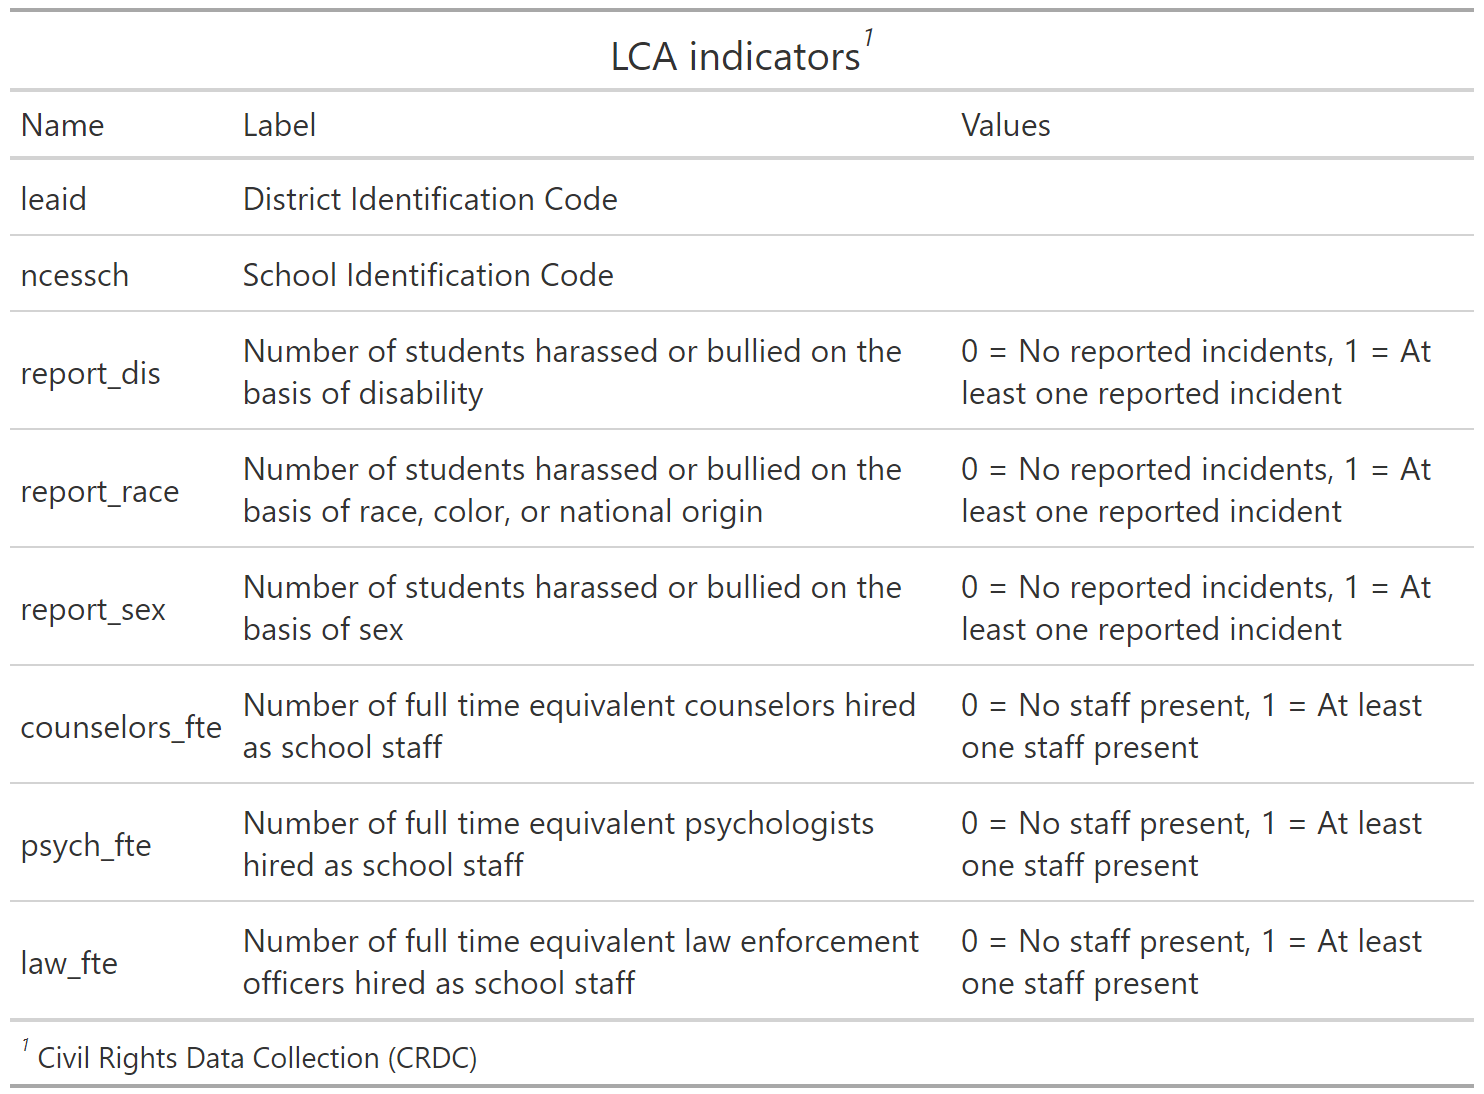 LCA indicators1
Name Label Values
leaid District Identification Code
ncessch School Identification Code
report_dis Number of students harassed or bullied on the 0 = No reported incidents, 1 = At
basis of disability least one reported incident
report_race Number of students harassed or bullied on the 0 = No reported incidents, 1 = At
basis of race, color, or national origin least one reported incident
report_sex Number of students harassed or bullied on the 0 = No reported incidents, 1 = At
basis of sex least one reported incident
counselors_fte Number of full time equivalent counselors hired 0 = No staff present, 1 = At least
as school staff one staff present
psych_fte Number of full time equivalent psychologists 0 = No staff present, 1 = At least
hired as school staff one staff present
law_fte Number of full time equivalent law enforcement 0 = No staff present, 1 = At least
officers hired as school staff one staff present
1 Civil Rights Data Collection (CRDC)